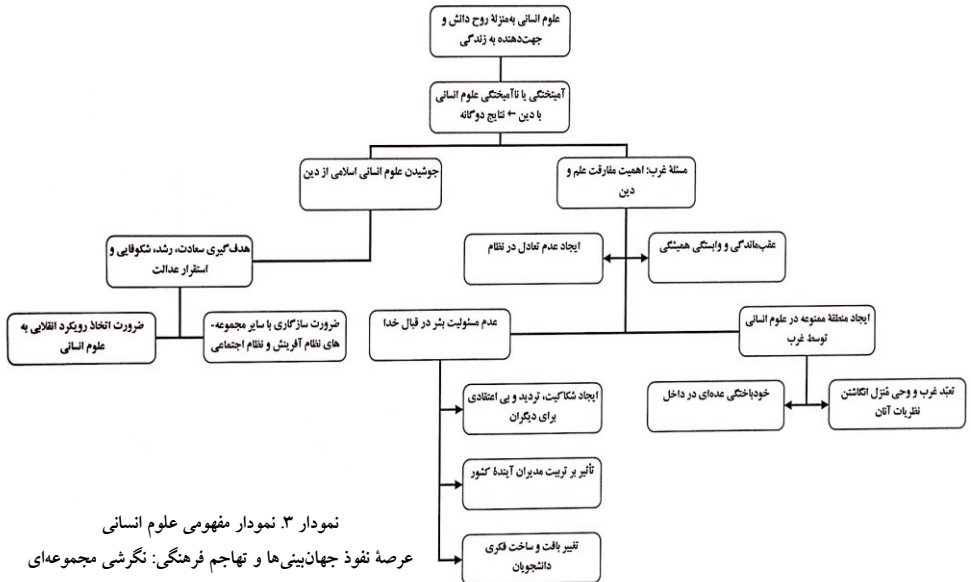 علوم انسانی به‌منزلهٔ روح دانش و
جهت‌دهنده به زندگی
آمیختگی یا ناآمیختگی علوم انسانی
با دین ← نتایج دوگانه
جوشیدن علوم انسانی اسلامی از دین
مسئلهٔ غرب: اهمیت مفارقت علم و
دین
هدف‌گیری سعادت، رشد، شکوفایی و
استقرار عدالت
ایجاد عدم تعادل در نظام
عقب‌ماندگی و وابستگی همیشگی
ضرورت اتخاذ رویکرد انقلابی به
علوم انسانی
ضرورت سازگاری با سایر مجموعه-
های نظام آفرینش و نظام اجتماعی
عدم مسئولیت بشر در قبال خدا
ایجاد منطقهٔ ممنوعه در علوم انسانی
توسط غرب
ایجاد شکاکیت، تردید و بی اعتقادی
برای دیگران
خودباختگی عده‌ای در داخل
تعبّد غرب و وحی مُنزل انگاشتن
نظریات آنان
تأثیر بر تربیت مدیران آیندهٔ کشور
تغییر بافت و ساخت فکری
دانشجویان
نمودار ۳. نمودار مفهومی علوم انسانی
عرصهٔ نفوذ جهان‌بینی‌ها و تهاجم فرهنگی: نگرشی مجموعه‌ای